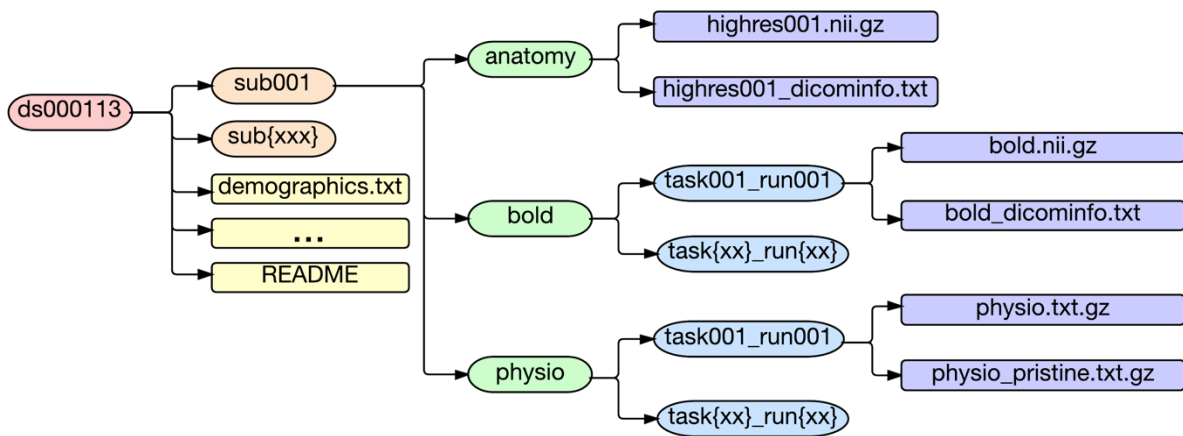 ds000113
sub001
sub{xxx}
demographics.txt
...
README
anatomy
highres001.nii.gz
highres001_dicominfo.txt
bold
task001_run001
bold.nii.gz
bold_dicominfo.txt
task{xx}_run{xx}
physio
task001_run001
physio.txt.gz
physio_pristine.txt.gz
task{xx}_run{xx}